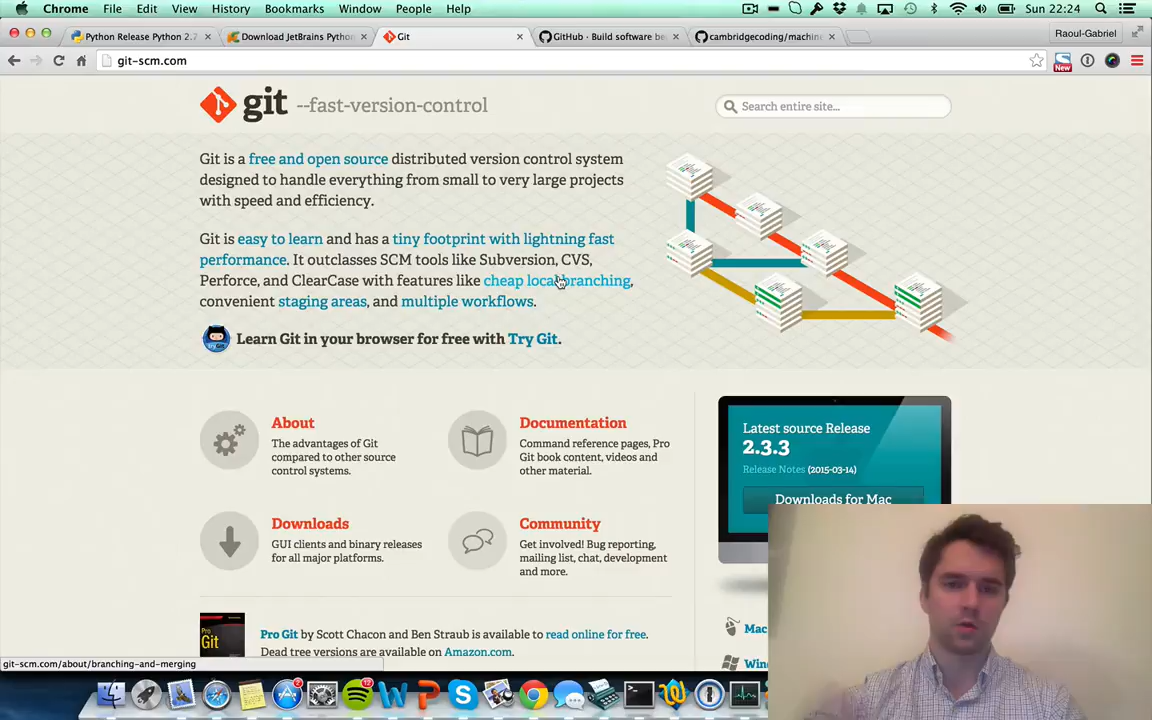 Chrome File Edit View History Bookmarks Window People Help Sun 22:24
Python Release Python 2.7 Download JetBrains Python Git GitHub · Build software be cambridgecoding/machine Raoul-Gabriel
git-scm.com New
git --fast-version-control Search entire site...
Git is a free and open source distributed version control system
designed to handle everything from small to very large projects
with speed and efficiency.
Git is easy to learn and has a tiny footprint with lightning fast
performance. It outclasses SCM tools like Subversion, CVS,
Perforce, and ClearCase with features like cheap local branching,
convenient staging areas, and multiple workflows.
Learn Git in your browser for free with Try Git.
About
The advantages of Git
compared to other source
control systems.
Documentation
Command reference pages, Pro
Git book content, videos and
other material.
Latest source Release
2.3.3
Release Notes (2015-03-14)
Downloads for Mac
Downloads
GUI clients and binary releases
for all major platforms.
Community
Get involved! Bug reporting,
mailing list, chat, development
and more.
Pro
Git
Pro Git by Scott Chacon and Ben Straub is available to read online for free.
Dead tree versions are available on Amazon.com.
Mac
Wind
git-scm.com/about/branching-and-merging
2
12